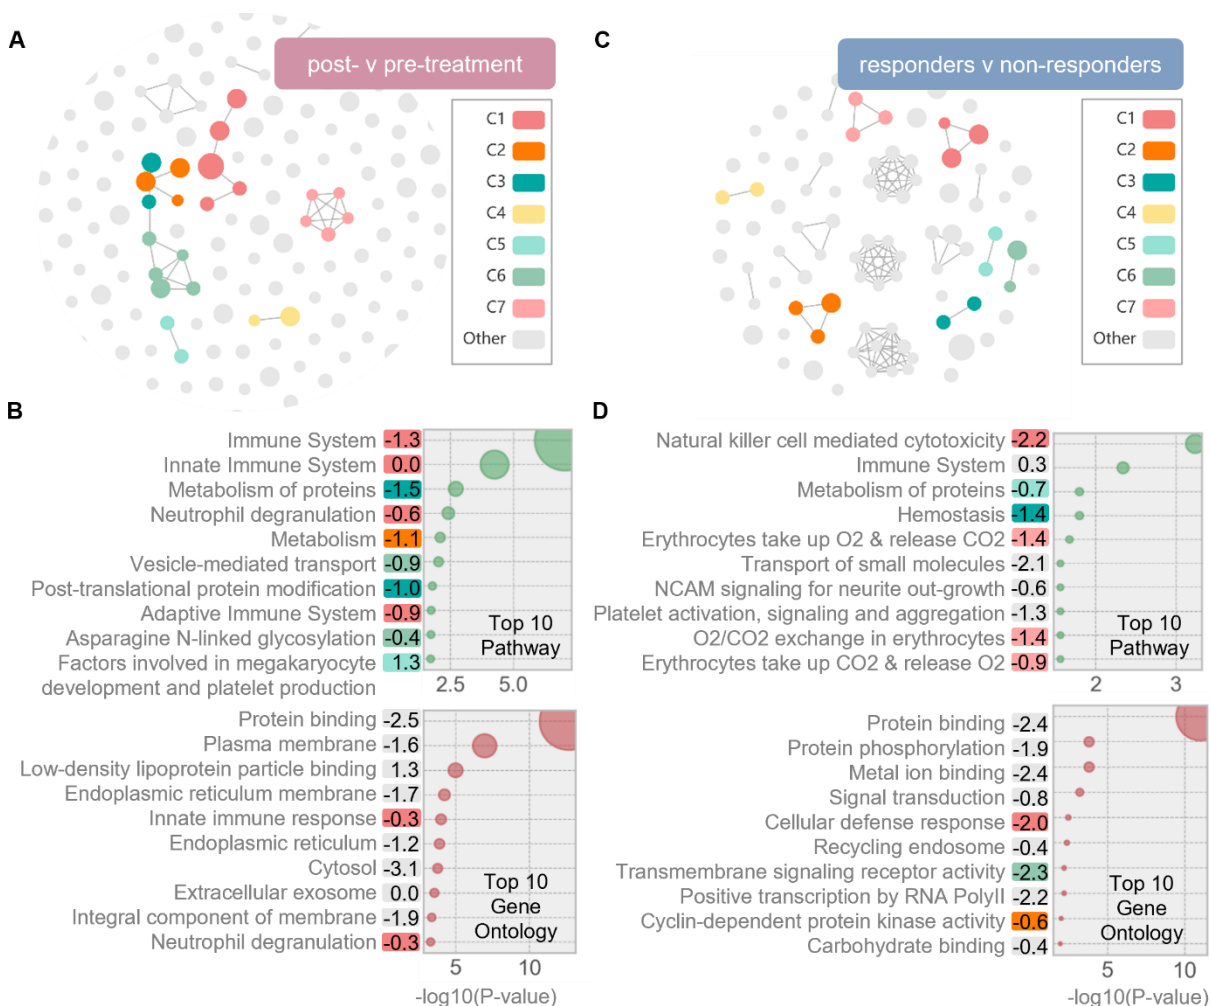 A
post- v pre-treatment
C1
C2
C3
C4
C5
C6
C7
Other
C
responders v non-responders
C1
C2
C3
C4
C5
C6
C7
Other
B
Immune System -1.3
Innate Immune System 0.0
Metabolism of proteins -1.5
Neutrophil degranulation -0.6
Metabolism -1.1
Vesicle-mediated transport -0.9
Post-translational protein modification -1.0
Adaptive Immune System -0.9
Asparagine N-linked glycosylation -0.4
Factors involved in megakaryocyte 1.3
development and platelet production
Top 10
Pathway
2.5 5.0
Protein binding -2.5
Plasma membrane -1.6
Low-density lipoprotein particle binding 1.3
Endoplasmic reticulum membrane -1.7
Innate immune response -0.3
Endoplasmic reticulum -1.2
Cytosol -3.1
Extracellular exosome 0.0
Integral component of membrane -1.9
Neutrophil degranulation -0.3
Top 10
Gene
Ontology
5 10
-log10(P-value)
D
Natural killer cell mediated cytotoxicity -2.2
Immune System 0.3
Metabolism of proteins -0.7
Hemostasis -1.4
Erythrocytes take up O2 & release CO2 -1.4
Transport of small molecules -2.1
NCAM signaling for neurite out-growth -0.6
Platelet activation, signaling and aggregation -1.3
O2/CO2 exchange in erythrocytes -1.4
Erythrocytes take up CO2 & release O2 -0.9
Top 10
Pathway
2 3
Protein binding -2.4
Protein phosphorylation -1.9
Metal ion binding -2.4
Signal transduction -0.8
Cellular defense response -2.0
Recycling endosome -0.4
Transmembrane signaling receptor activity -2.3
Positive transcription by RNA PolyII -2.2
Cyclin-dependent protein kinase activity -0.6
Carbohydrate binding -0.4
Top 10
Gene
Ontology
5 10
-log10(P-value)